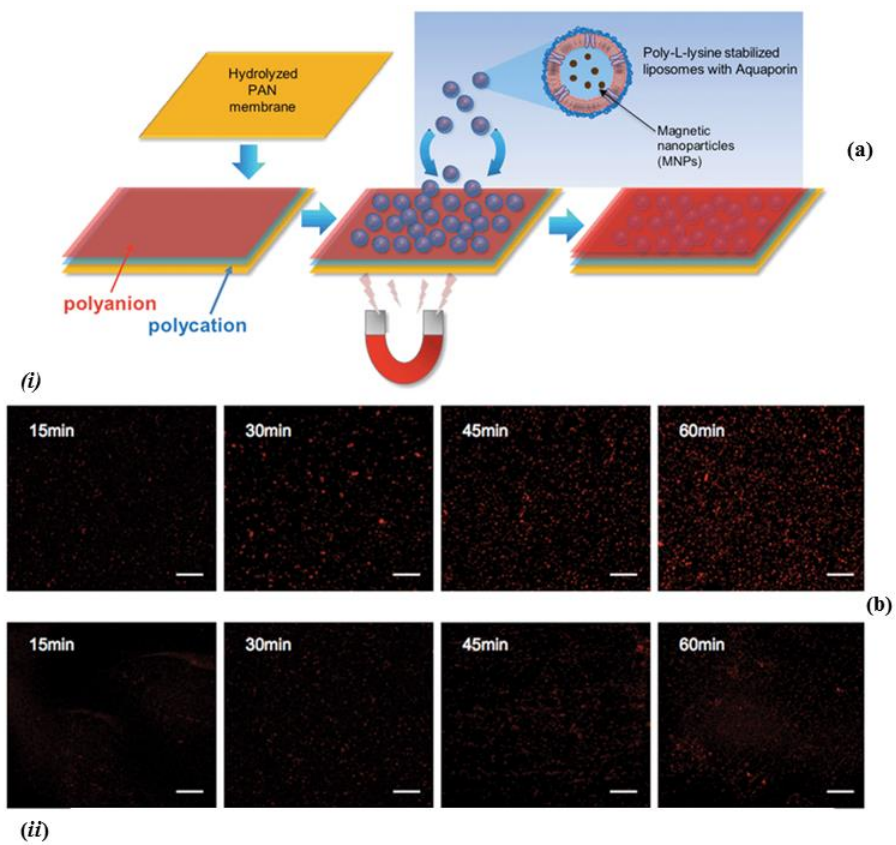 Hydrolyzed
PAN
membrane
Poly-L-lysine stabilized
liposomes with Aquaporin
Magnetic
nanoparticles
(MNPs)
(a)
polyanion
polycation
(i)
15min
30min
45min
60min
(b)
15min
30min
45min
60min
(ii)